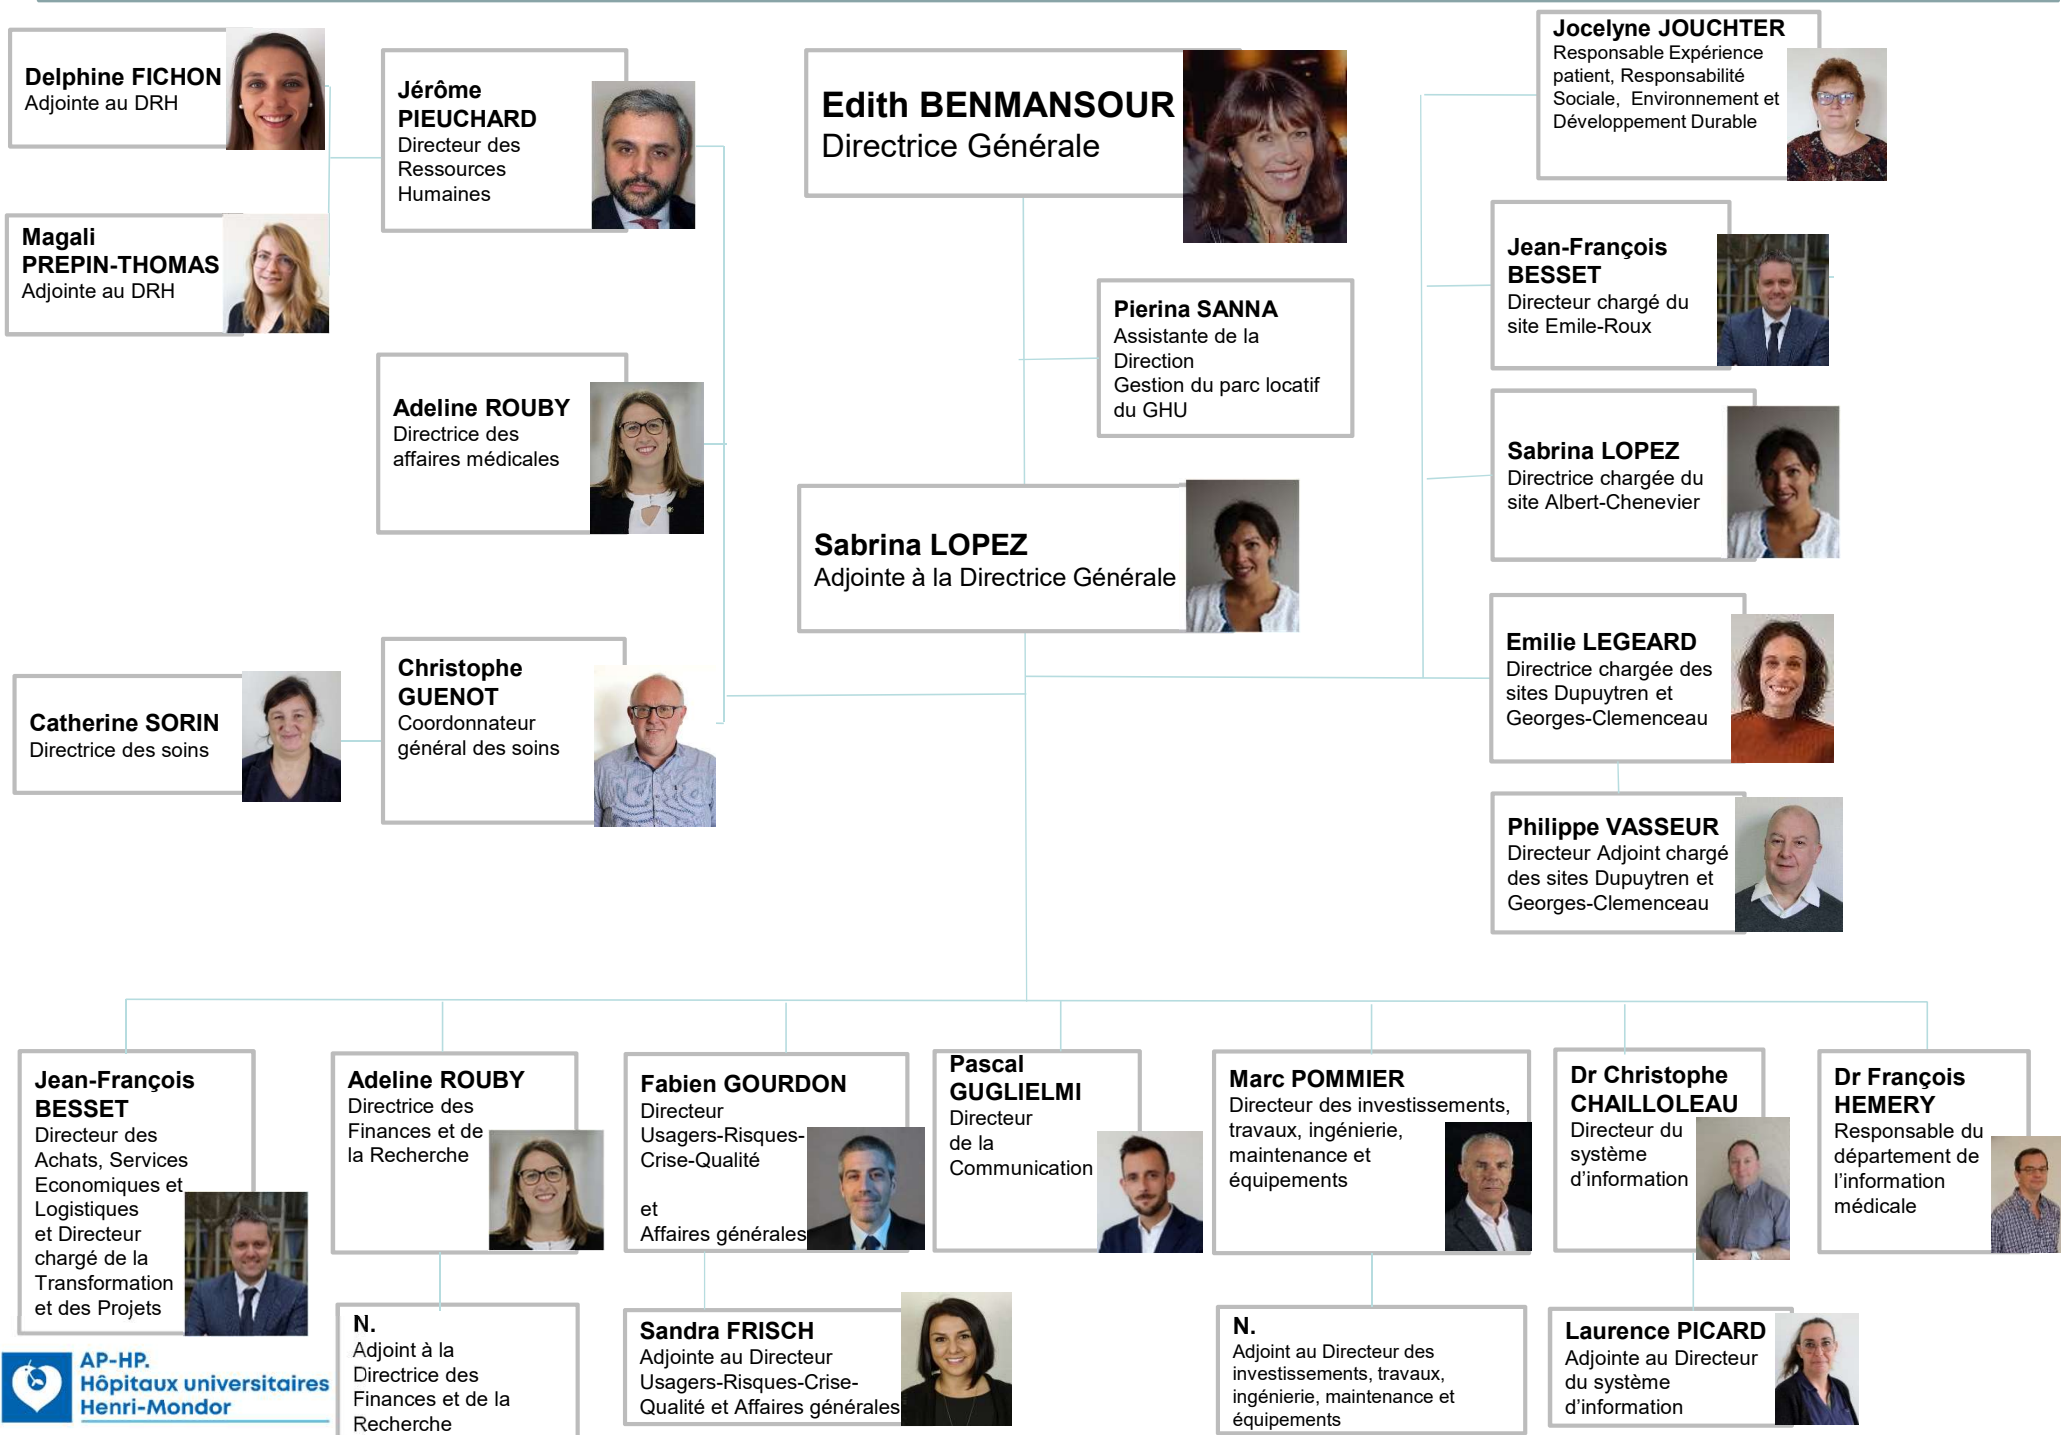 Delphine FICHON
Adjointe au DRH
Magali
PREPIN-THOMAS
Adjointe au DRH
Jérôme
PIEUCHARD
Directeur des
Ressources
Humaines
Adeline ROUBY
Directrice des
affaires médicales
Catherine SORIN
Directrice des soins
Christophe
GUENOT
Coordonnateur
général des soins
Edith BENMANSOUR
Directrice Générale
Pierina SANNA
Assistante de la
Direction
Gestion du parc locatif
du GHU
Sabrina LOPEZ
Adjointe à la Directrice Générale
Jocelyne JOUCHTER
Responsable Expérience
patient, Responsabilité
Sociale, Environnement et
Développement Durable
Jean-François
BESSET
Directeur chargé du
site Emile-Roux
Sabrina LOPEZ
Directrice chargée du
site Albert-Chenevier
Emilie LEGEARD
Directrice chargée des
sites Dupuytren et
Georges-Clemenceau
Philippe VASSEUR
Directeur Adjoint chargé
des sites Dupuytren et
Georges-Clemenceau
Jean-François
BESSET
Directeur des
Achats, Services
Economiques et
Logistiques
et Directeur
chargé de la
Transformation
et des Projets
Adeline ROUBY
Directrice des
Finances et de
la Recherche
N.
Adjoint à la
Directrice des
Finances et de la
Recherche
Fabien GOURDON
Directeur
Usagers-Risques-
Crise-Qualité
et
Affaires générales
Sandra FRISCH
Adjointe au Directeur
Usagers-Risques-Crise-
Qualité et Affaires générales
Pascal
GUGLIELMI
Directeur
de la
Communication
Marc POMMIER
Directeur des investissements,
travaux, ingénierie,
maintenance et
équipements
N.
Adjoint au Directeur des
investissements, travaux,
ingénierie, maintenance et
équipements
Dr Christophe
CHAILLOLEAU
Directeur du
système
d’information
Laurence PICARD
Adjointe au Directeur
du système
d’information
Dr François
HEMERY
Responsable du
département de
l’information
médicale
AP-HP.
Hôpitaux universitaires
Henri-Mondor